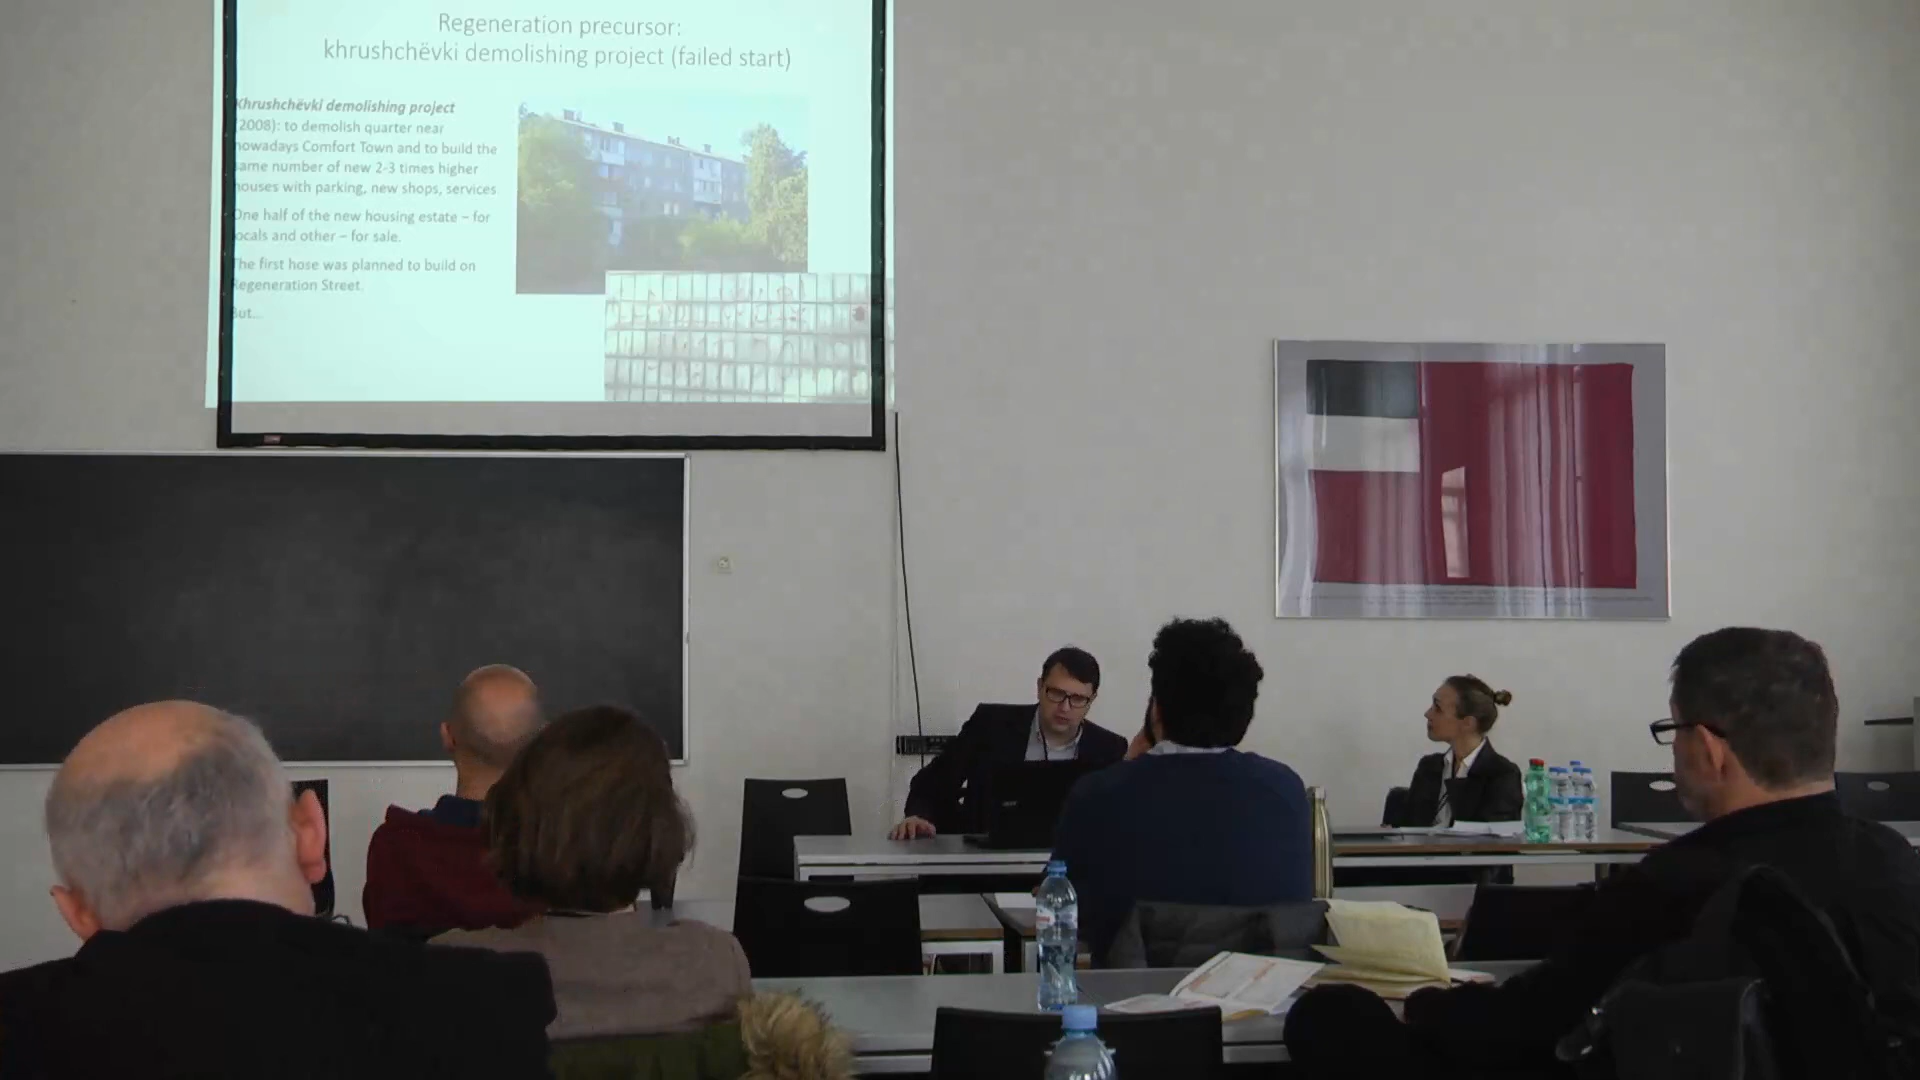 Regeneration precursor:
khrushchëvki demolishing project (failed start)
Khrushchëvki demolishing project
(2008): to demolish quarter near
nowadays Comfort Town and to build the
same number of new 2-3 times higher
houses with parking, new shops, services.
One half of the new housing estate – for
locals and other – for sale.
The first hose was planned to build on
Regeneration Street.
But...